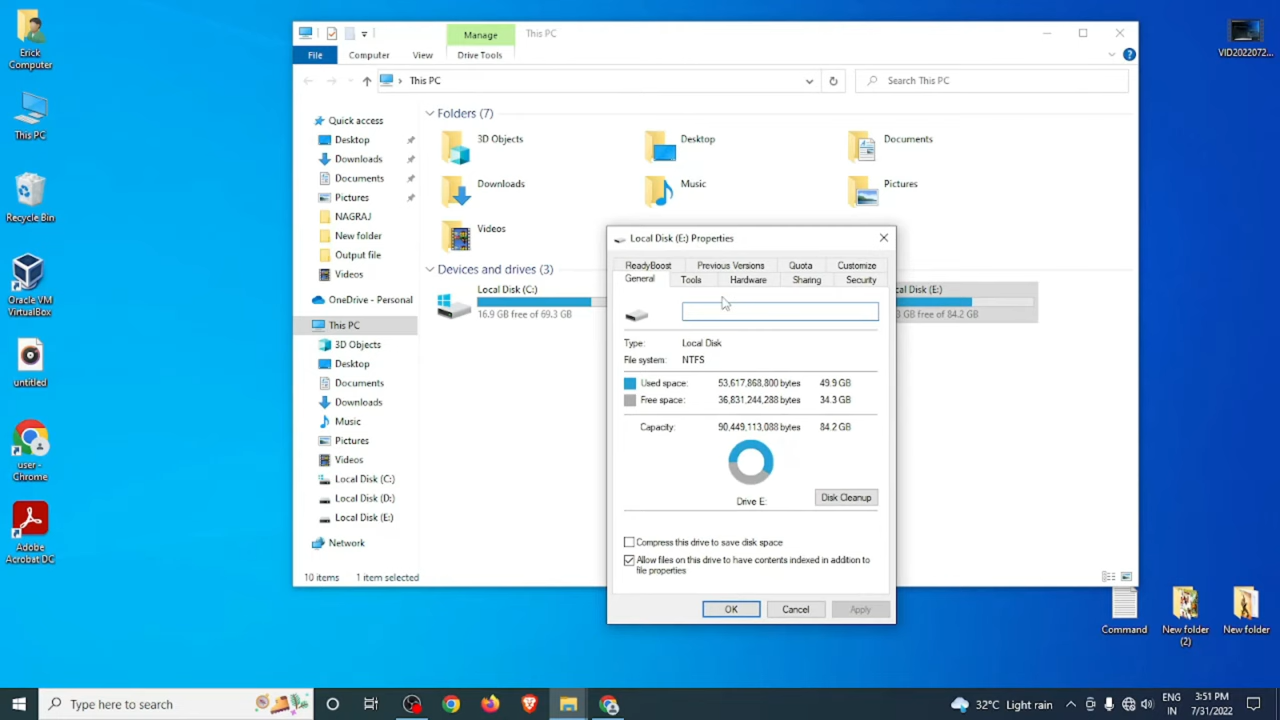 Erick
Computer
This PC
Recycle Bin
Oracle VM
VirtualBox
untitled
user -
Chrome
Adobe
Acrobat DC
VID2022072...
Manage
This PC
File
Computer
View
Drive Tools
This PC
Search This PC
Quick access
Desktop
Downloads
Documents
Pictures
NAGRAJ
New folder
Output file
Videos
OneDrive - Personal
This PC
3D Objects
Desktop
Documents
Downloads
Music
Pictures
Videos
Local Disk (C:)
Local Disk (D:)
Local Disk (E:)
Network
Folders (7)
3D Objects
Desktop
Documents
Downloads
Music
Pictures
Videos
Devices and drives (3)
Local Disk (C:)
16.9 GB free of 69.3 GB
cal Disk (E:)
.3 GB free of 84.2 GB
10 items
1 item selected
Local Disk (E:) Properties
ReadyBoost
Previous Versions
Quota
Customize
General
Tools
Hardware
Sharing
Security
Type: Local Disk
File system: NTFS
Used space: 53,617,868,800 bytes 49.9 GB
Free space: 36,831,244,288 bytes 34.3 GB
Capacity: 90,449,113,088 bytes 84.2 GB
Drive E:
Disk Cleanup
Compress this drive to save disk space
Allow files on this drive to have contents indexed in addition to
file properties
OK
Cancel
Apply
Command
New folder
(2)
New folder
Type here to search
32°C Light rain
ENG
IN
3:51 PM
7/31/2022